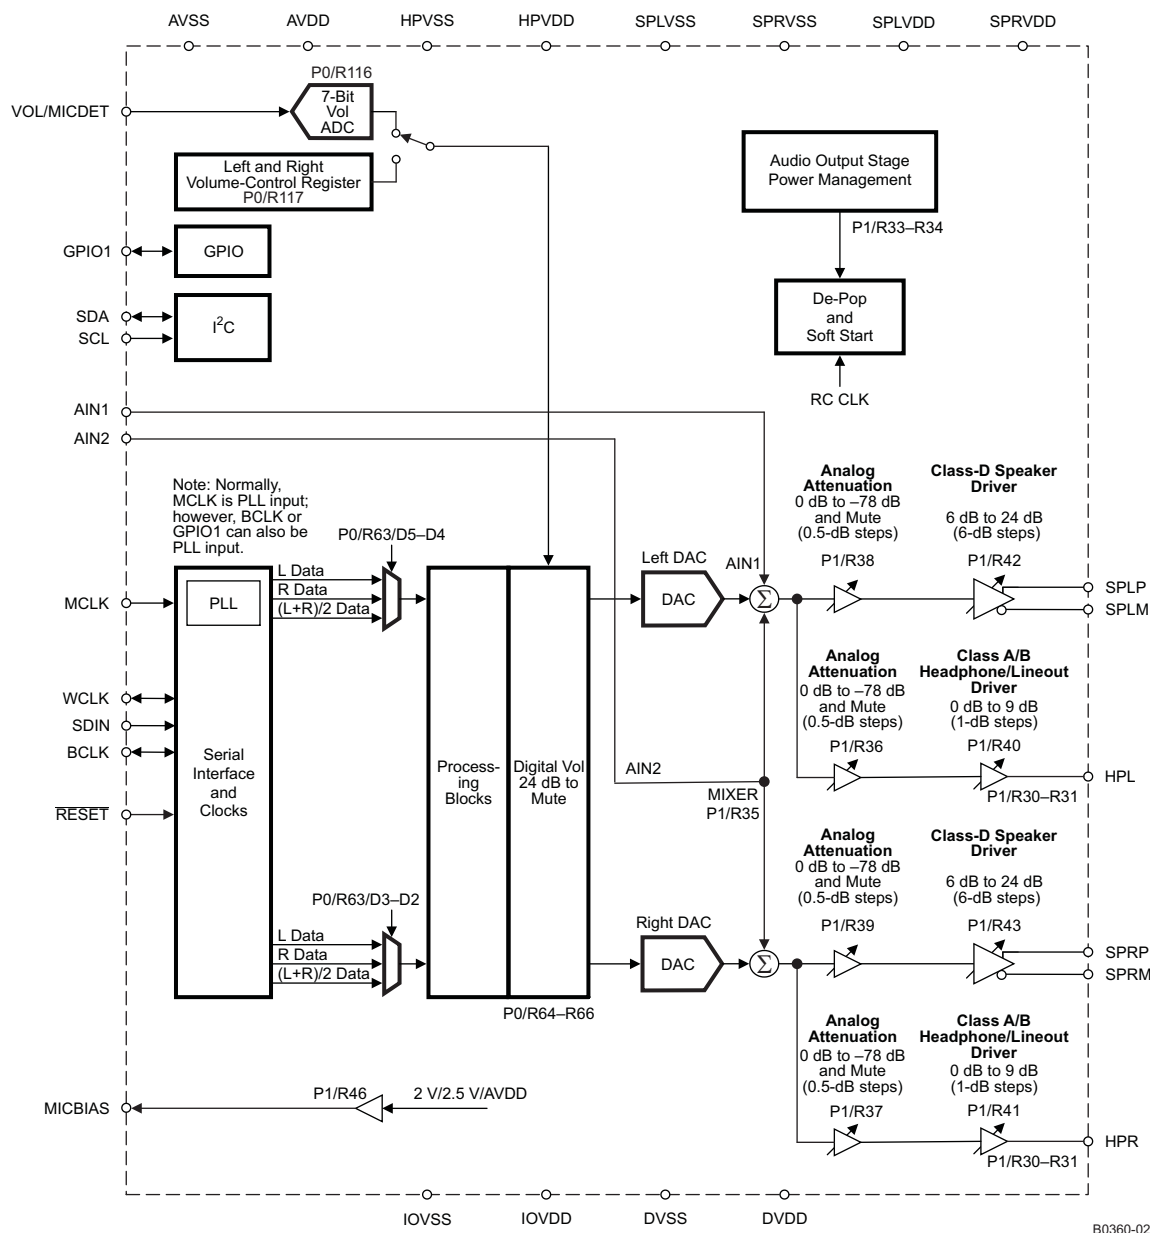 AVSS AVDD HPVSS HPVDD SPLVSS SPRVSS SPLVDD SPRVDD
P0/R116
VOL/MICDET
7-Bit
Vol
ADC
Left and Right
Volume-Control Register
P0/R117
Audio Output Stage
Power Management
P1/R33–R34
GPIO1
GPIO
SDA
SCL
I2C
De-Pop
and
Soft Start
RC CLK
AIN1
AIN2
Note: Normally,
MCLK is PLL input;
however, BCLK or
GPIO1 can also be
PLL input.
P0/R63/D5–D4
L Data
R Data
(L+R)/2 Data
MCLK
PLL
WCLK
SDIN
BCLK
RESET
Serial
Interface
and
Clocks
Process-
ing
Blocks
Digital Vol
24 dB to
Mute
Left DAC
DAC
AIN1
Σ
Analog
Attenuation
0 dB to –78 dB
and Mute
(0.5-dB steps)
P1/R38
Class-D Speaker
Driver
6 dB to 24 dB
(6-dB steps)
P1/R42
SPLP
SPLM
Analog
Attenuation
0 dB to –78 dB
and Mute
(0.5-dB steps)
P1/R36
Class A/B
Headphone/Lineout
Driver
0 dB to 9 dB
(1-dB steps)
P1/R40
P1/R30–R31
HPL
AIN2
MIXER
P1/R35
P0/R63/D3–D2
L Data
R Data
(L+R)/2 Data
P0/R64–R66
Right DAC
DAC
Σ
Analog
Attenuation
0 dB to –78 dB
and Mute
(0.5-dB steps)
P1/R39
Class-D Speaker
Driver
6 dB to 24 dB
(6-dB steps)
P1/R43
SPRP
SPRM
Analog
Attenuation
0 dB to –78 dB
and Mute
(0.5-dB steps)
P1/R37
Class A/B
Headphone/Lineout
Driver
0 dB to 9 dB
(1-dB steps)
P1/R41
P1/R30–R31
HPR
MICBIAS
P1/R46
2 V/2.5 V/AVDD
IOVSS IOVDD DVSS DVDD
B0360-02